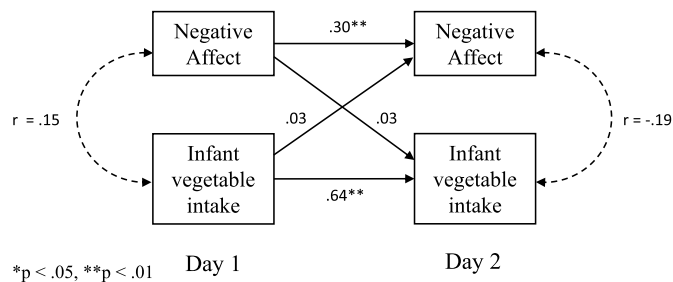 Negative
Affect
.30**
Negative
Affect
r = .15
.03
.03
r = -.19
Infant
vegetable
intake
.64**
Infant
vegetable
intake
*p < .05, **p < .01
Day 1
Day 2